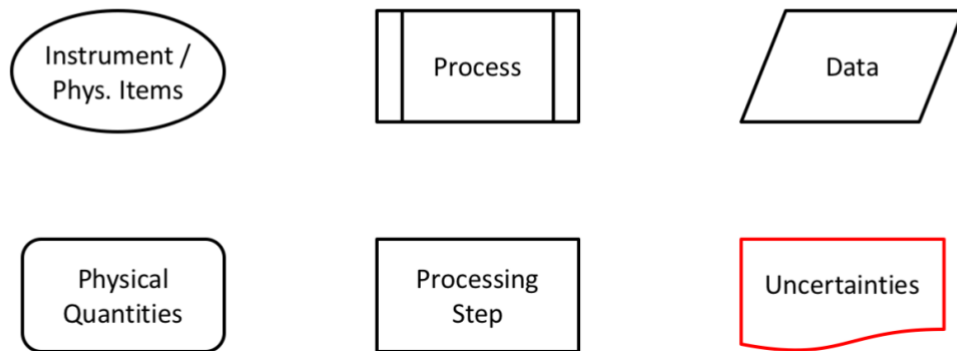 Instrument /
Phys. Items
Process
Data
Physical
Quantities
Processing
Step
Uncertainties